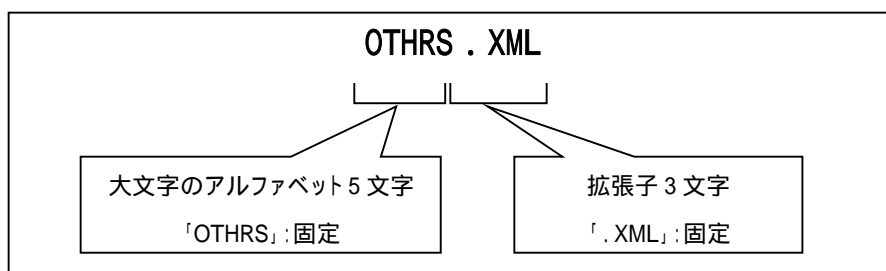 OTHRS . XML
大文字のアルファベット 5 文字
「OTHRS」:固定
拡張子 3 文字
「. XML」:固定